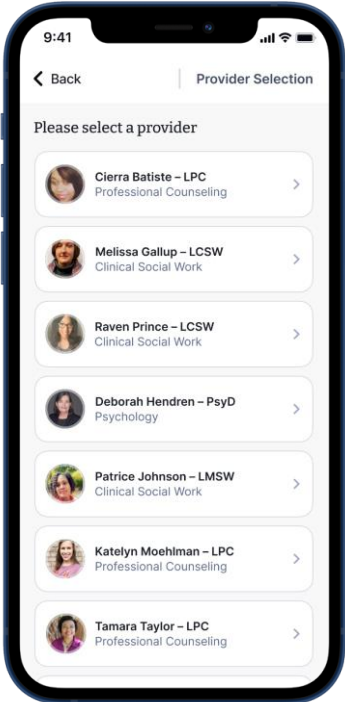 9:41
Back
Provider Selection
Please select a provider
Cierra Batiste – LPC
Professional Counseling
Melissa Gallup – LCSW
Clinical Social Work
Raven Prince – LCSW
Clinical Social Work
Deborah Hendren – PsyD
Psychology
Patrice Johnson – LMSW
Clinical Social Work
Katelyn Moehlman – LPC
Professional Counseling
Tamara Taylor – LPC
Professional Counseling